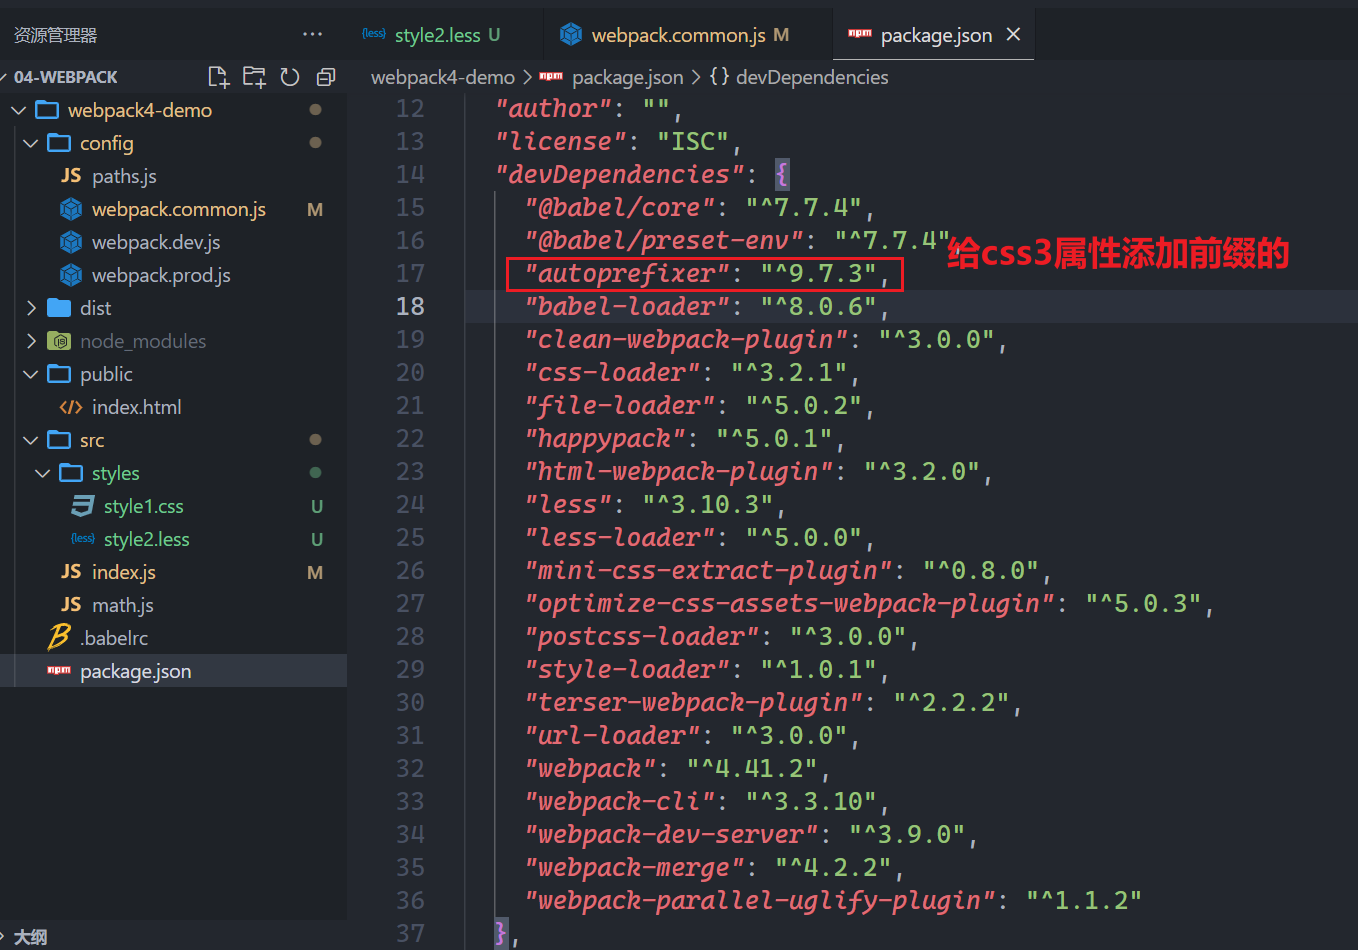 资源管理器 ···
{less} style2.less U
webpack.common.js M
npm package.json ×
04-WEBPACK
webpack4-demo > npm package.json > {} devDependencies
webpack4-demo
config
JS paths.js
webpack.common.js M
webpack.dev.js
webpack.prod.js
dist
node_modules
public
</> index.html
src
styles
style1.css U
{less} style2.less U
JS index.js M
JS math.js
.babelrc
npm package.json
大纲
12 "author": "",
13 "license": "ISC",
14 "devDependencies": {
15 "@babel/core": "^7.7.4",
16 "@babel/preset-env": "^7.7.4",
给css3属性添加前缀的
17 "autoprefixer": "^9.7.3",
18 "babel-loader": "^8.0.6",
19 "clean-webpack-plugin": "^3.0.0",
20 "css-loader": "^3.2.1",
21 "file-loader": "^5.0.2",
22 "happypack": "^5.0.1",
23 "html-webpack-plugin": "^3.2.0",
24 "less": "^3.10.3",
25 "less-loader": "^5.0.0",
26 "mini-css-extract-plugin": "^0.8.0",
27 "optimize-css-assets-webpack-plugin": "^5.0.3",
28 "postcss-loader": "^3.0.0",
29 "style-loader": "^1.0.1",
30 "terser-webpack-plugin": "^2.2.2",
31 "url-loader": "^3.0.0",
32 "webpack": "^4.41.2",
33 "webpack-cli": "^3.3.10",
34 "webpack-dev-server": "^3.9.0",
35 "webpack-merge": "^4.2.2",
36 "webpack-parallel-uglify-plugin": "^1.1.2"
37 },